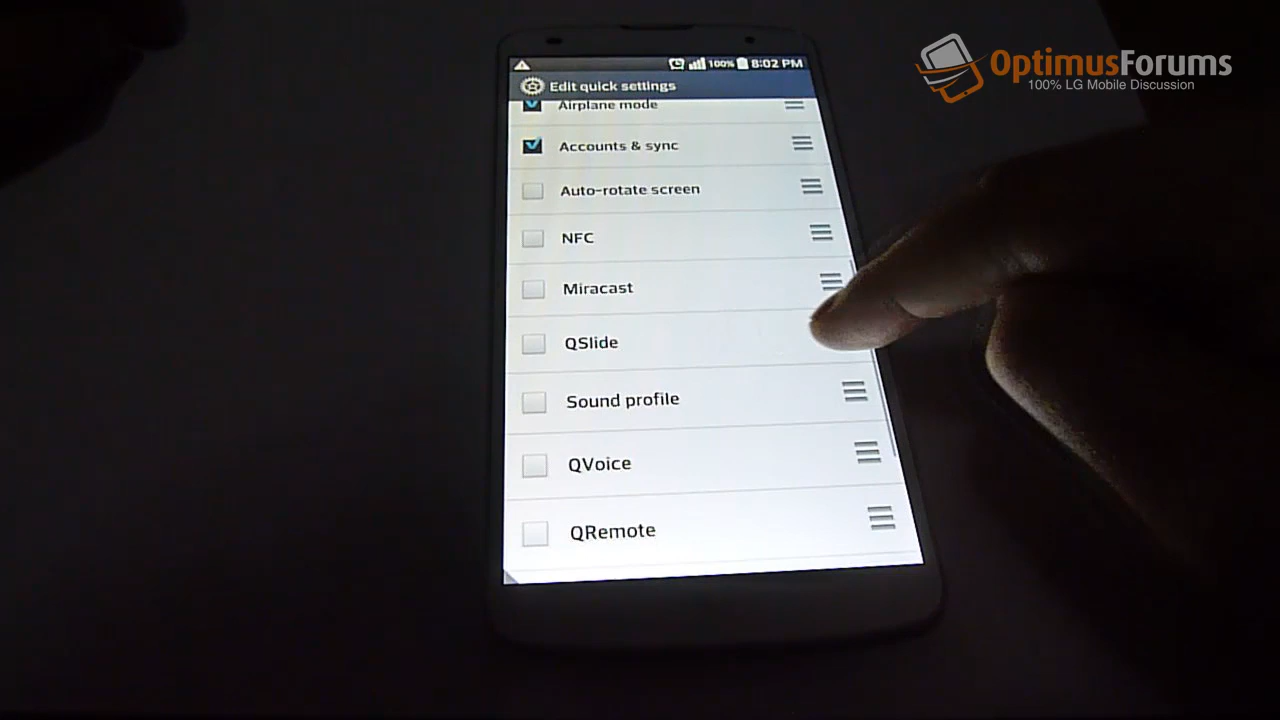 OptimusForums
100% LG Mobile Discussion
100% 8:02 PM
Edit quick settings
Airplane mode
Accounts & sync
Auto-rotate screen
NFC
Miracast
QSlide
Sound profile
QVoice
QRemote